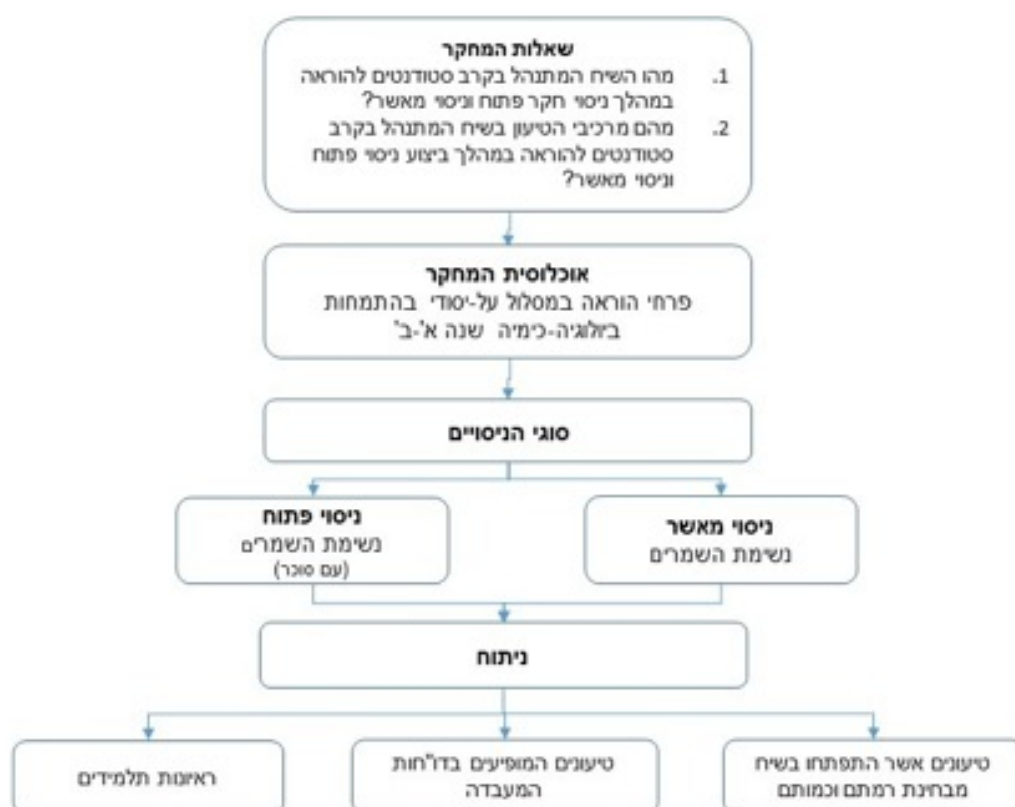 שאלות המחקר
1. מהו השיח המתנהל בקרב סטודנטים להוראה
במהלך ניסוי חקר פתוח וניסוי מאשר?
2. מהם מרכיבי הטיעון בשיח המתנהל בקרב
סטודנטים להוראה במהלך ביצוע ניסוי פתוח
וניסוי מאשר?
אוכלוסית המחקר
פרחי הוראה במסלול על-יסודי בהתמחות
ביולוגיה-כימיה שנה א'-ב'
סוגי הניסויים
ניסוי מאשר
נשימת השמרים
ניסוי פתוח
נשימת השמרים
(עם סוכר)
ניתוח
טיעונים אשר התפתחו בשיח
מבחינת רמתם וכמותם
טיעונים המופיעים בדו"חות
המעבדה
ראיונות תלמידים